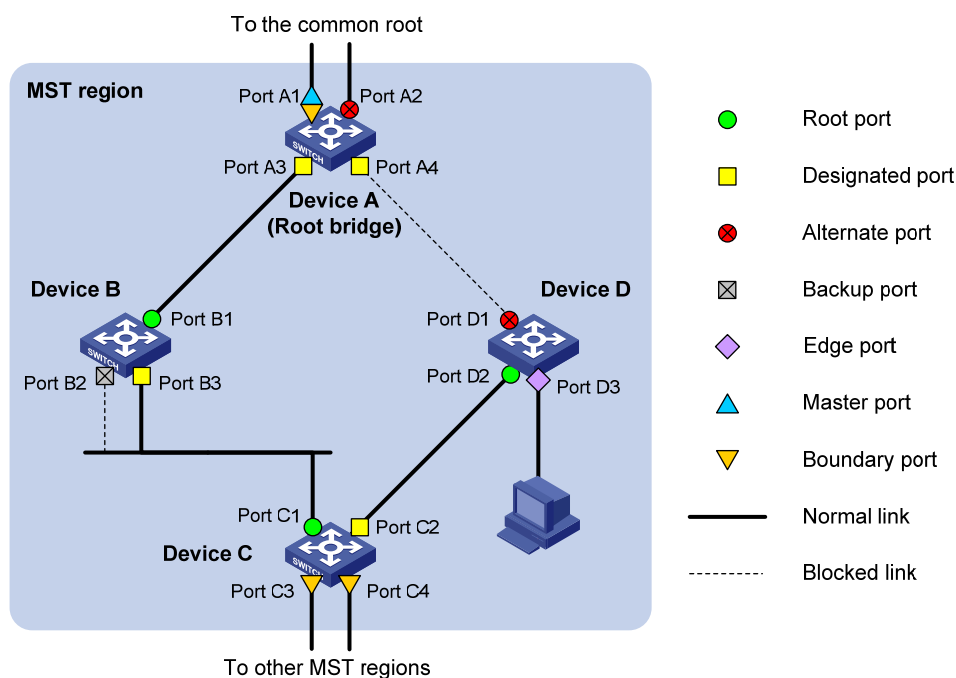 To the common root
MST region
Port A1
Port A2
SWITCH
Port A3
Port A4
Device A
(Root bridge)
Device B
Port B1
SWITCH
Port B2
Port B3
Device D
Port D1
Port D2
Port D3
Port C1
Port C2
Device C
SWITCH
Port C3
Port C4
To other MST regions
Root port
Designated port
Alternate port
Backup port
Edge port
Master port
Boundary port
Normal link
Blocked link